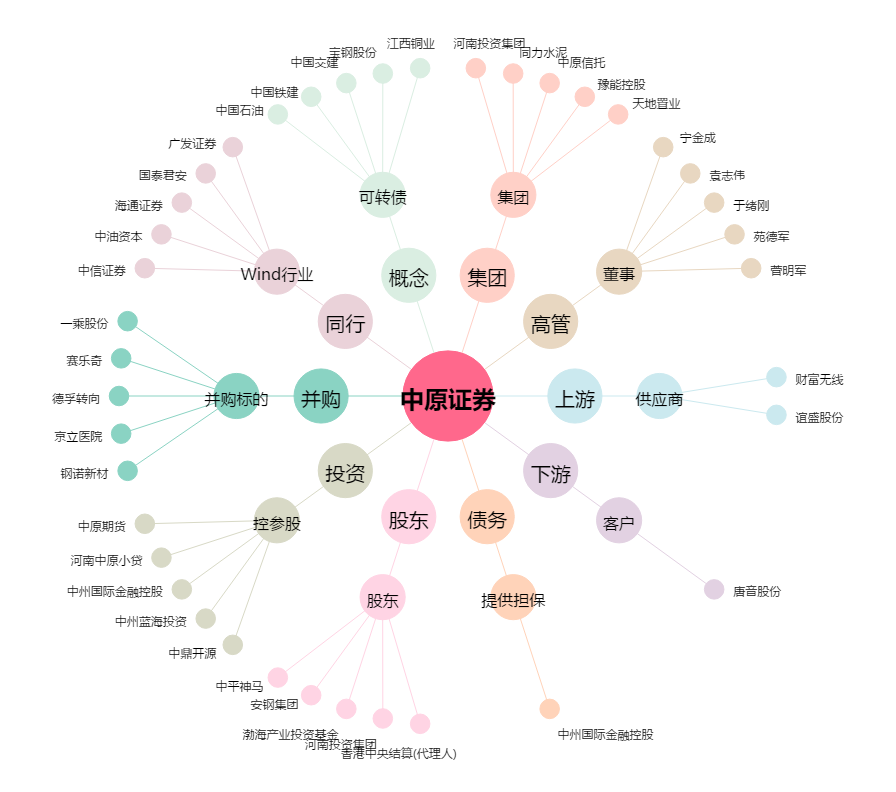 江西铜业
宝钢股份
中国交建
中国铁建
中国石油
可转债
概念
河南投资集团
同力水泥
中原信托
豫能控股
天地置业
集团
集团
宁金成
袁志伟
于绪刚
苑德军
菅明军
董事
高管
广发证券
国泰君安
海通证券
中油资本
中信证券
Wind行业
同行
中原证券
一乘股份
赛乐奇
德孚转向
京立医院
钢诺新材
并购标的
并购
上游
供应商
财富无线
谊盛股份
投资
控参股
中原期货
河南中原小贷
中州国际金融控股
中州蓝海投资
中鼎开源
下游
客户
唐音股份
股东
股东
中平神马
安钢集团
渤海产业投资基金
河南投资集团
香港中央结算(代理人)
债务
提供担保
中州国际金融控股